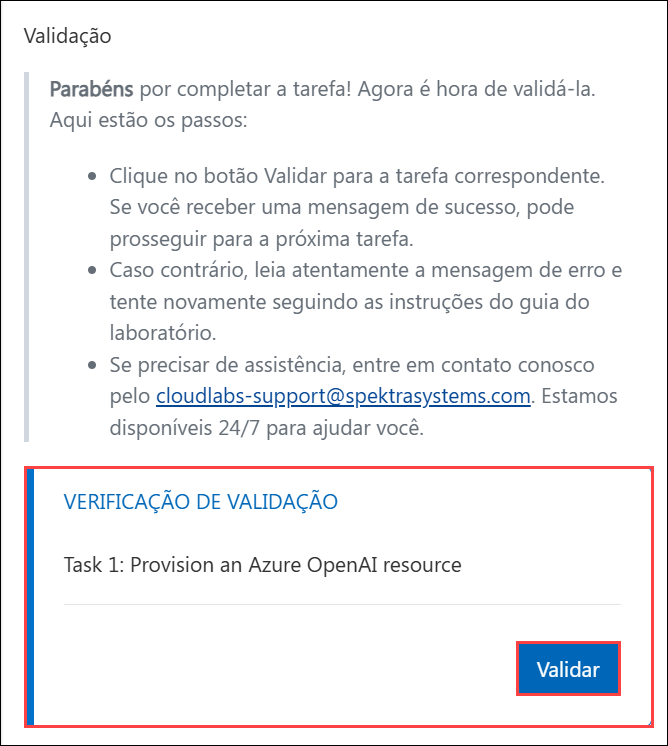 Validação
Parabéns por completar a tarefa! Agora é hora de validá-la.
Aqui estão os passos:
Clique no botão Validar para a tarefa correspondente.
Se você receber uma mensagem de sucesso, pode
prosseguir para a próxima tarefa.
Caso contrário, leia atentamente a mensagem de erro e
tente novamente seguindo as instruções do guia do
laboratório.
Se precisar de assistência, entre em contato conosco
pelo cloudlabs-support@spektrasystems.com. Estamos
disponíveis 24/7 para ajudar você.
VERIFICAÇÃO DE VALIDAÇÃO
Task 1: Provision an Azure OpenAI resource
Validar